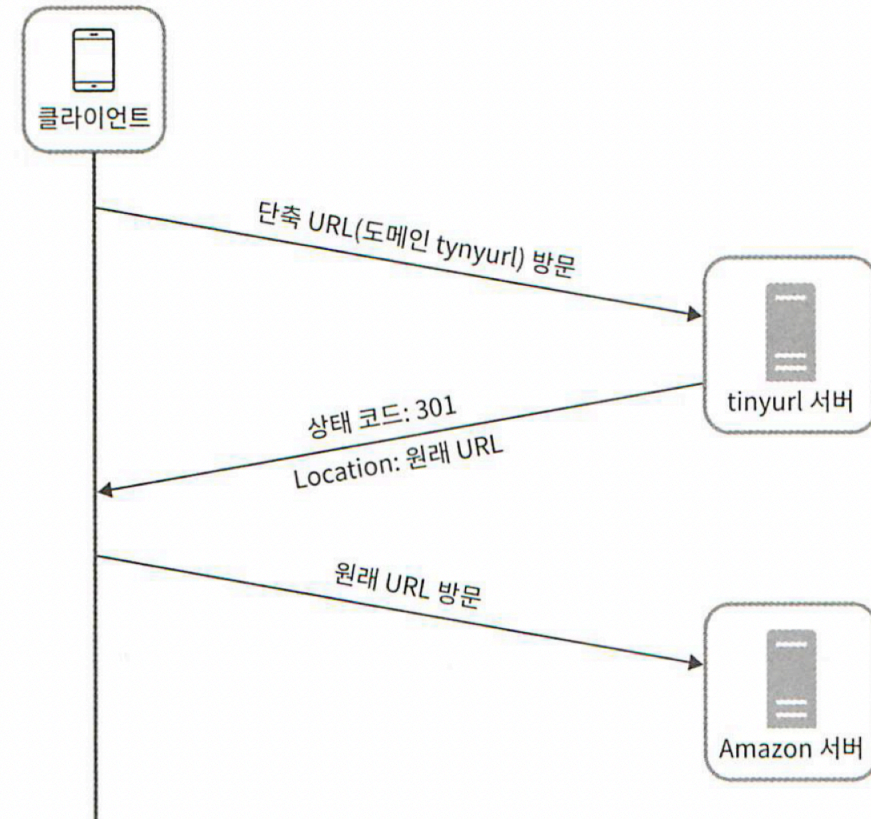 클라이언트
단축 URL(도메인 tynyurl) 방문
tinyurl 서버
상태 코드: 301
Location: 원래 URL
원래 URL 방문
Amazon 서버